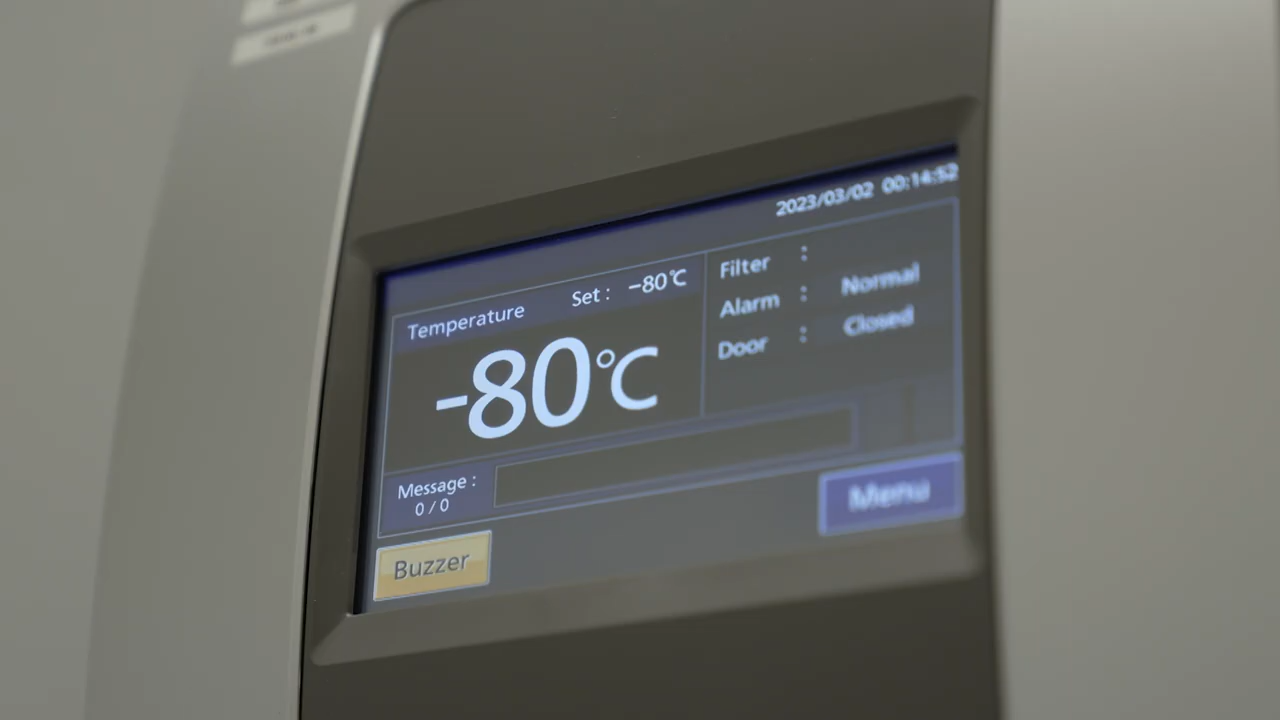 2023/03/02 00:14:52
Temperature Set : -80℃
-80℃
Filter :
Alarm : Normal
Door : Closed
Message :
0 / 0
Buzzer
Menu